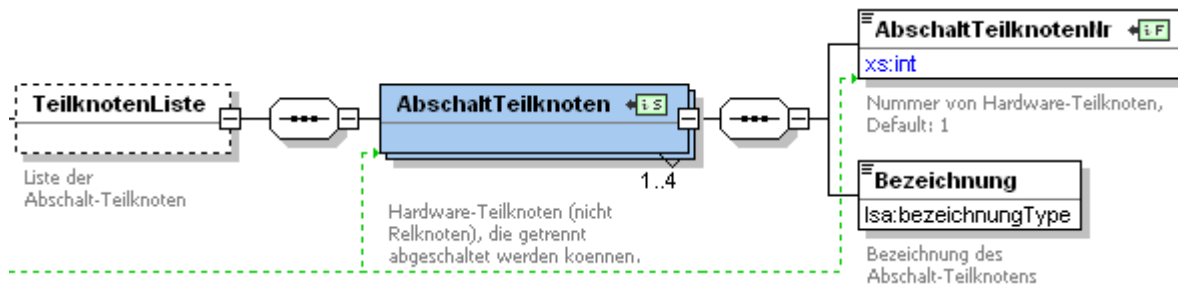 TeilknotenListe
Liste der
Abschalt-Teilknoten
AbschaltTeilknoten
i S
1..4
Hardware-Teilknoten (nicht
Relknoten), die getrennt
abgeschaltet werden koennen.
AbschaltTeilknotenNr
i F
xs:int
Nummer von Hardware-Teilknoten,
Default: 1
Bezeichnung
lsa:bezeichnungType
Bezeichnung des
Abschalt-Teilknotens